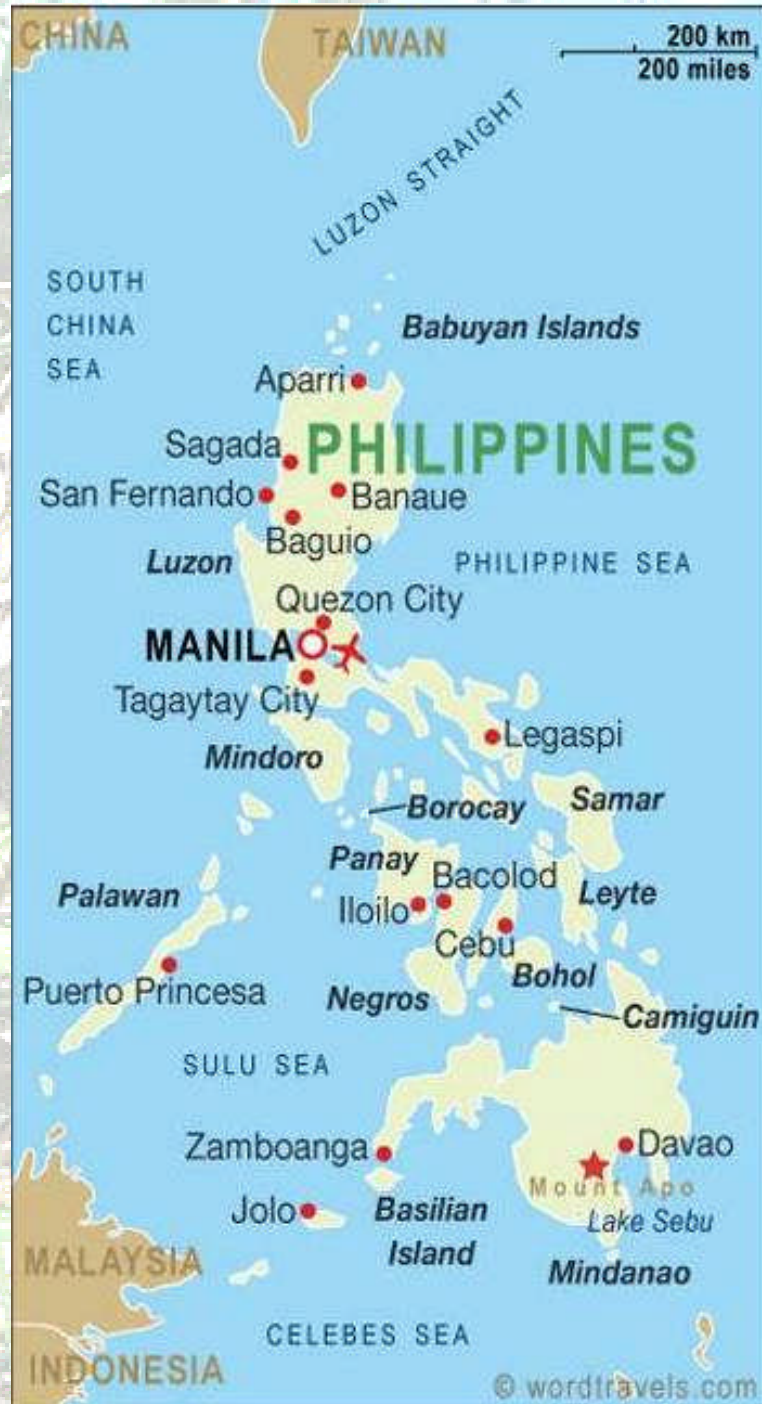 CHINA
TAIWAN
200 km
200 miles
LUZON STRAIGHT
SOUTH
CHINA
SEA
Babuyan Islands
Aparri
PHILIPPINES
Sagada
San Fernando
Banaue
Baguio
Luzon
PHILIPPINE SEA
Quezon City
MANILA
Tagaytay City
Legaspi
Mindoro
Borocay
Samar
Panay
Bacolod
Palawan
Iloilo
Leyte
Cebu
Bohol
Puerto Princesa
Negros
Camiguin
SULU SEA
Zamboanga
Davao
Mount Apo
Jolo
Basilian
Island
Lake Sebu
MALAYSIA
Mindanao
CELEBES SEA
INDONESIA
© wordtravels.com